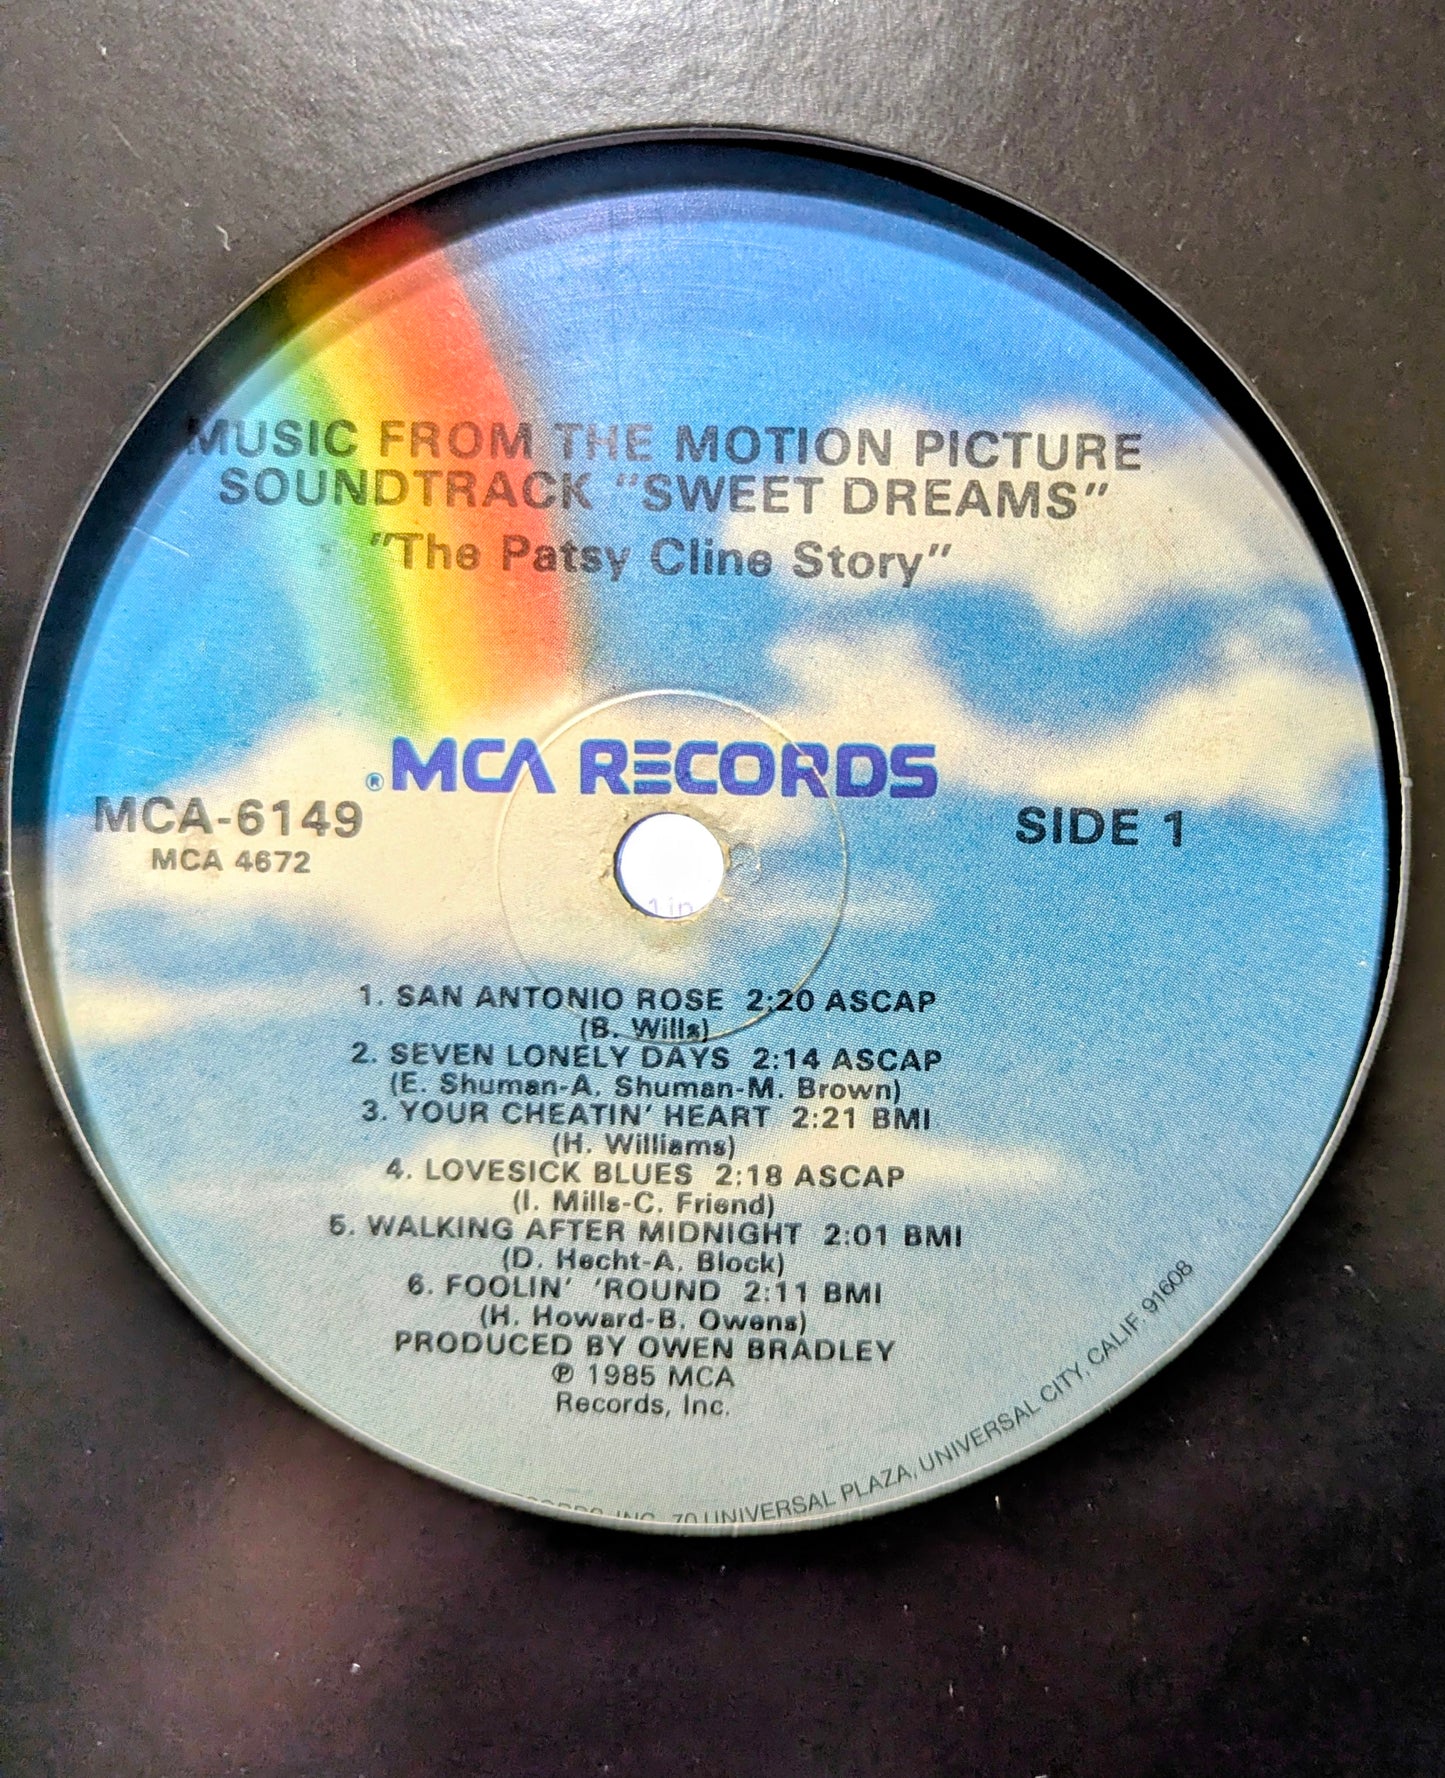 MUSIC FROM THE MOTION PICTURE
SOUNDTRACK "SWEET DREAMS"
"The Patsy Cline Story"
® MCA RECORDS
MCA-6149
MCA 4672
SIDE 1
1 in
1. SAN ANTONIO ROSE 2:20 ASCAP
(B. Wills)
2. SEVEN LONELY DAYS 2:14 ASCAP
(E. Shuman-A. Shuman-M. Brown)
3. YOUR CHEATIN' HEART 2:21 BMI
(H. Williams)
4. LOVESICK BLUES 2:18 ASCAP
(I. Mills-C. Friend)
5. WALKING AFTER MIDNIGHT 2:01 BMI
(D. Hecht-A. Block)
6. FOOLIN' 'ROUND 2:11 BMI
(H. Howard-B. Owens)
PRODUCED BY OWEN BRADLEY
℗ 1985 MCA
Records, Inc.
INC. 70 UNIVERSAL PLAZA, UNIVERSAL CITY, CALIF. 91608